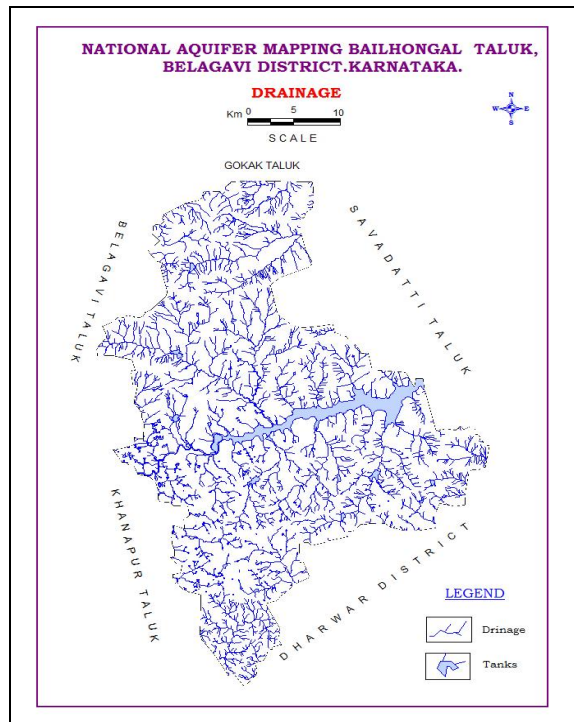 NATIONAL AQUIFER MAPPING BAILHONGAL TALUK,
BELAGAVI DISTRICT.KARNATAKA.
DRAINAGE
Km 0 5 10
SCALE
N
W E
S
GOKAK TALUK
BELAGAVI TALUK
SAVADATTI TALUK
KHANAPUR TALUK
DHARWAR DISTRICT
LEGEND
Drinage
Tanks